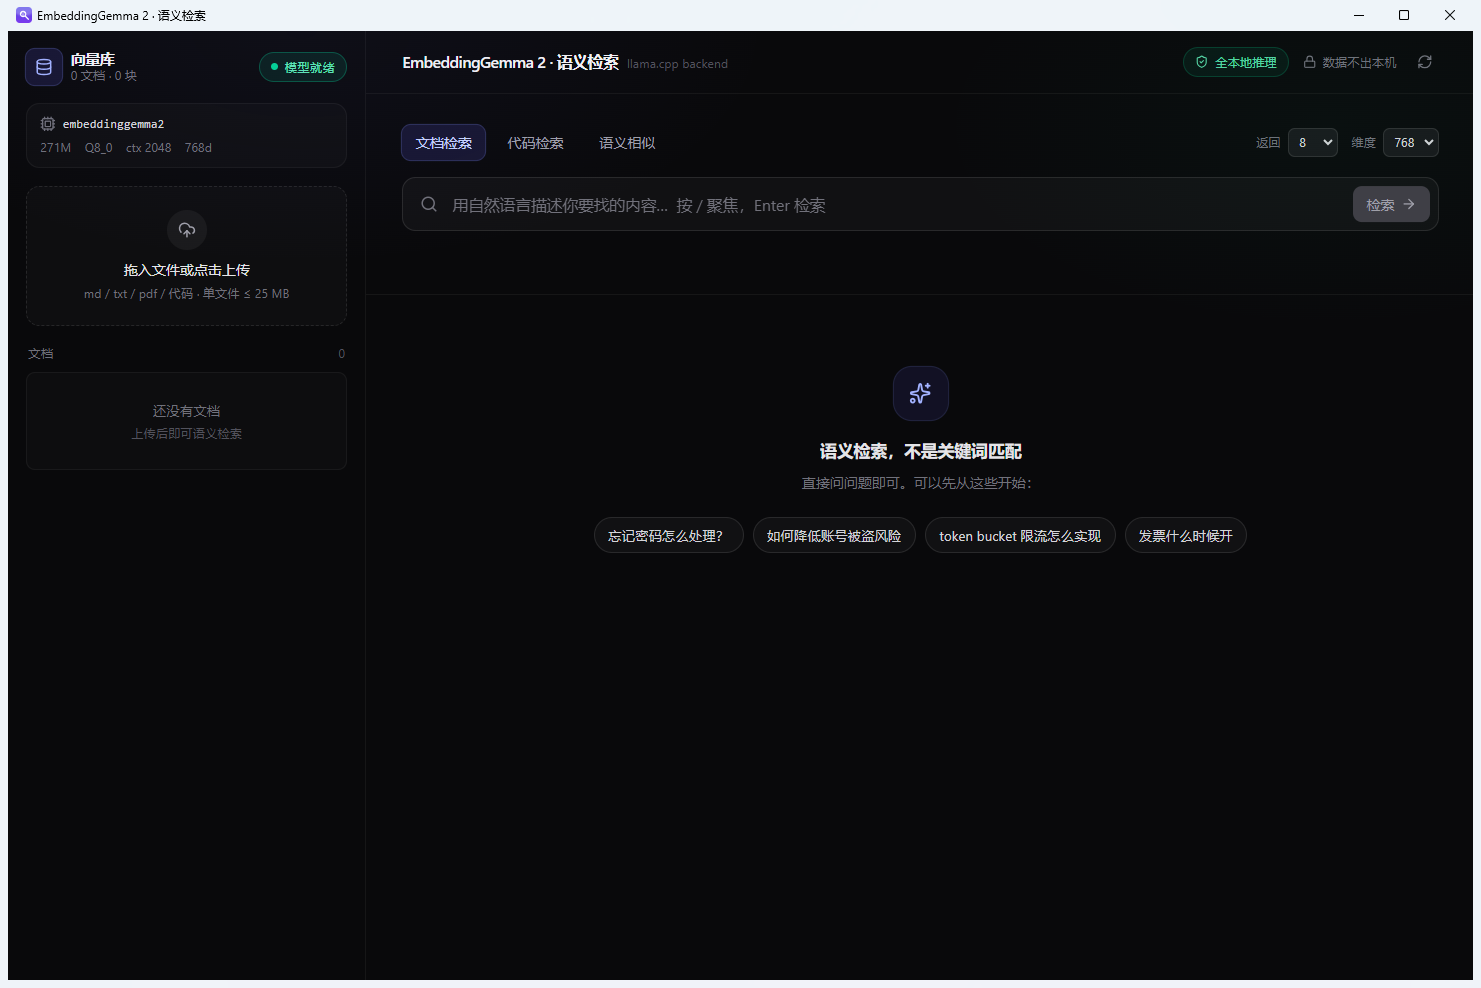 EmbeddingGemma 2 · 语义检索
向量库
0 文档 · 0 块
模型就绪
embeddinggemma2
271M Q8_0 ctx 2048 768d
拖入文件或点击上传
md / txt / pdf / 代码 · 单文件 ≤ 25 MB
文档 0
还没有文档
上传后即可语义检索
EmbeddingGemma 2 · 语义检索 llama.cpp backend
全本地推理 数据不出本机
文档检索 代码检索 语义相似
返回 8 维度 768
用自然语言描述你要找的内容... 按 / 聚焦，Enter 检索
检索
语义检索，不是关键词匹配
直接问问题即可。可以先从这些开始：
忘记密码怎么处理？ 如何降低账号被盗风险 token bucket 限流怎么实现 发票什么时候开